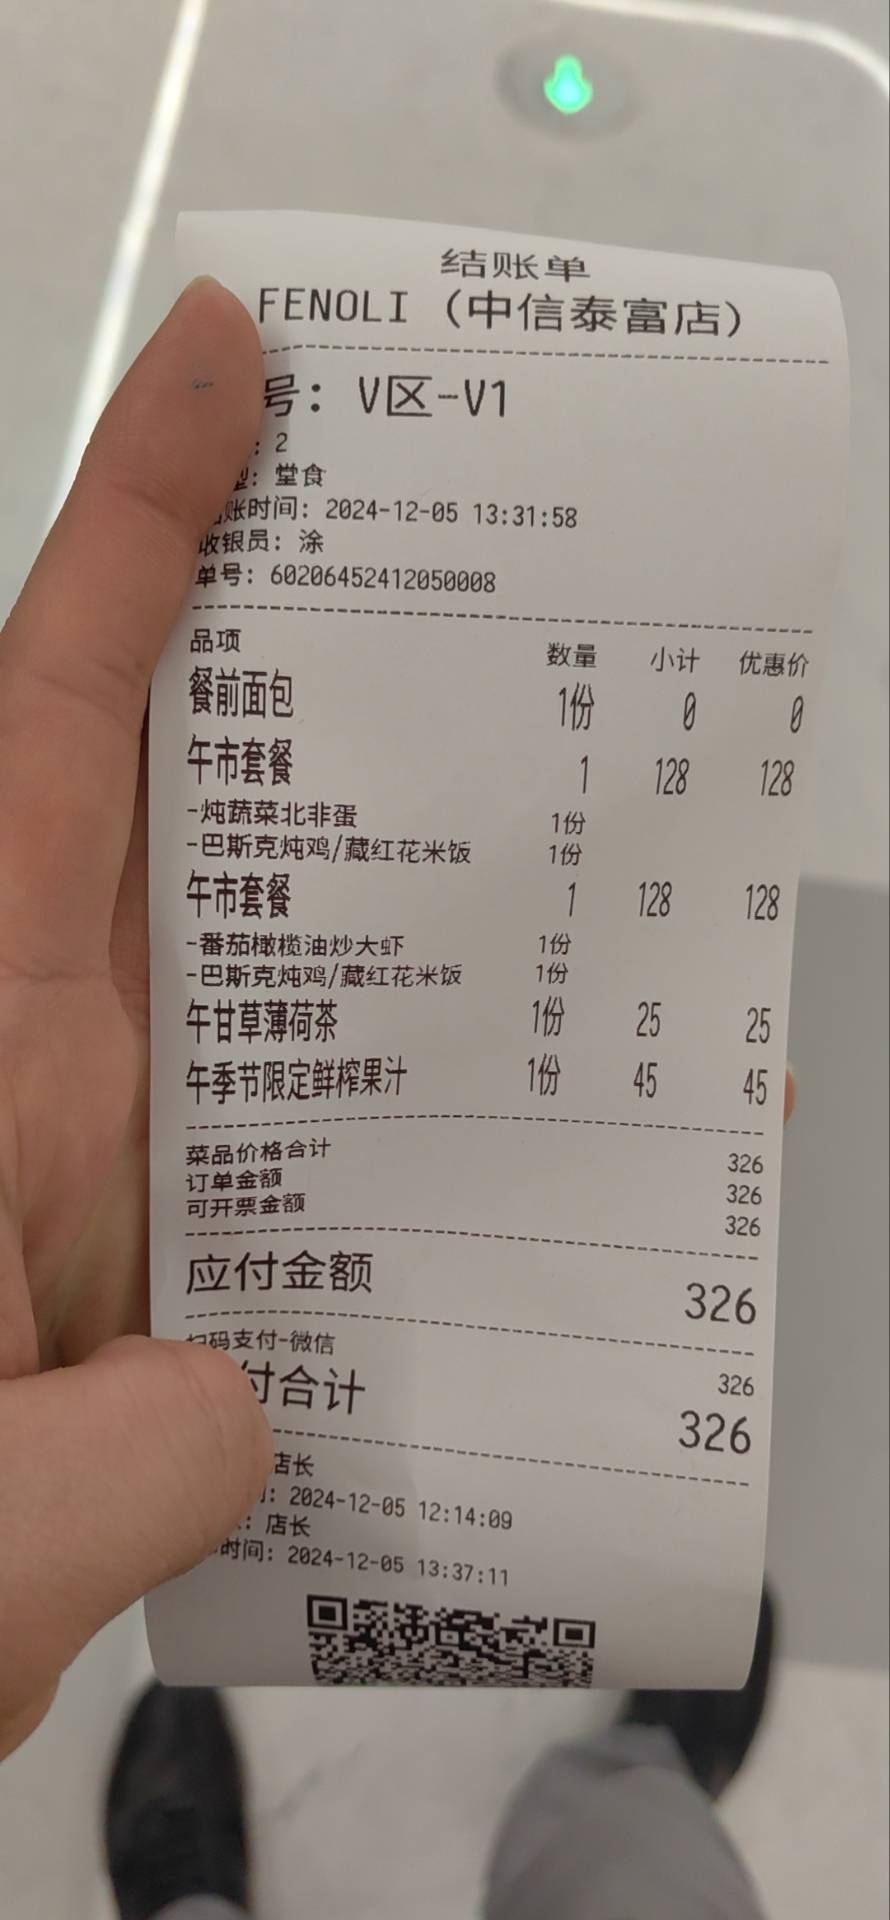 结账单
FENOLI（中信泰富店）
号: V区-V1
: 2
型: 堂食
账时间: 2024-12-05 13:31:58
收银员: 涂
单号: 60206452412050008
品项 数量 小计 优惠价
餐前面包 1份 0 0
午市套餐 1 128 128
-炖蔬菜北非蛋 1份
-巴斯克炖鸡/藏红花米饭 1份
午市套餐 1 128 128
-番茄橄榄油炒大虾 1份
-巴斯克炖鸡/藏红花米饭 1份
午甘草薄荷茶 1份 25 25
午季节限定鲜榨果汁 1份 45 45
菜品价格合计 326
订单金额 326
可开票金额 326
应付金额 326
扫码支付-微信 326
付合计 326
店长
: 2024-12-05 12:14:09
: 店长
时间: 2024-12-05 13:37:11